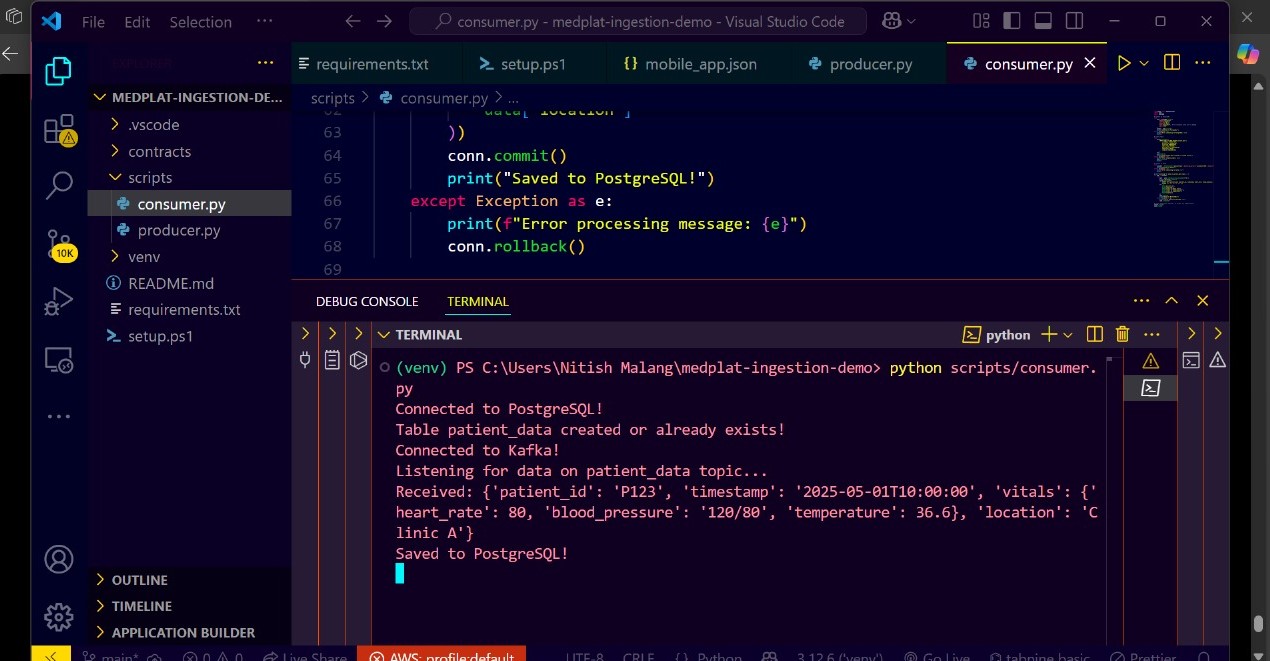 File Edit Selection ···
consumer.py - medplat-ingestion-demo - Visual Studio Code
requirements.txt setup.ps1 {} mobile_app.json producer.py consumer.py
MEDPLAT-INGESTION-DE...
.vscode
contracts
scripts
consumer.py
producer.py
venv
README.md
requirements.txt
setup.ps1
OUTLINE
TIMELINE
APPLICATION BUILDER
10K
scripts > consumer.py > ...
62 data['location']
63 ))
64 conn.commit()
65 print("Saved to PostgreSQL!")
66 except Exception as e:
67 print(f"Error processing message: {e}")
68 conn.rollback()
69
DEBUG CONSOLE TERMINAL
TERMINAL python
(venv) PS C:\Users\Nitish Malang\medplat-ingestion-demo> python scripts/consumer.
py
Connected to PostgreSQL!
Table patient_data created or already exists!
Connected to Kafka!
Listening for data on patient_data topic...
Received: {'patient_id': 'P123', 'timestamp': '2025-05-01T10:00:00', 'vitals': {'
heart_rate': 80, 'blood_pressure': '120/80', 'temperature': 36.6}, 'location': 'C
linic A'}
Saved to PostgreSQL!
main* 0 0 Live Share AWS: profile:default UTF-8 CRLF {} Python 3.12.6 ('venv') Go Live tabnine basic Prettier